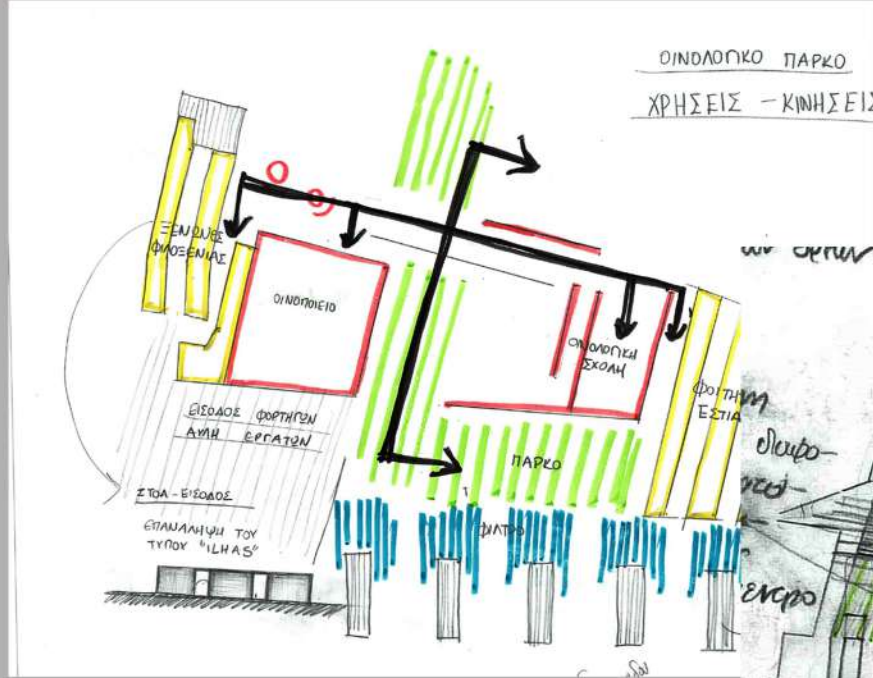 ΟΙΝΟΛΟΓΙΚΟ ΠΑΡΚΟ
ΧΡΗΣΕΙΣ - ΚΙΝΗΣΕΙΣ
ΞΕΝΩΝΕΣ
ΦΙΛΟΞΕΝΙΑΣ
ΟΙΝΟΠΟΙΕΙΟ
ΟΙΝΟΛΟΓΙΚΗ
ΣΧΟΛΗ
ΦΟΙΤΗΤ
ΕΣΤΙΑ
ΕΙΣΟΔΟΣ ΦΟΡΤΗΓΩΝ
ΑΥΛΗ ΕΡΓΑΤΩΝ
ΠΑΡΚΟ
ΣΤΟΑ - ΕΙΣΟΔΟΣ
ΦΙΛΤΡΟ
ΕΠΑΝΑΛΗΨΗ ΤΟΥ
ΤΥΠΟΥ "ILHAS"